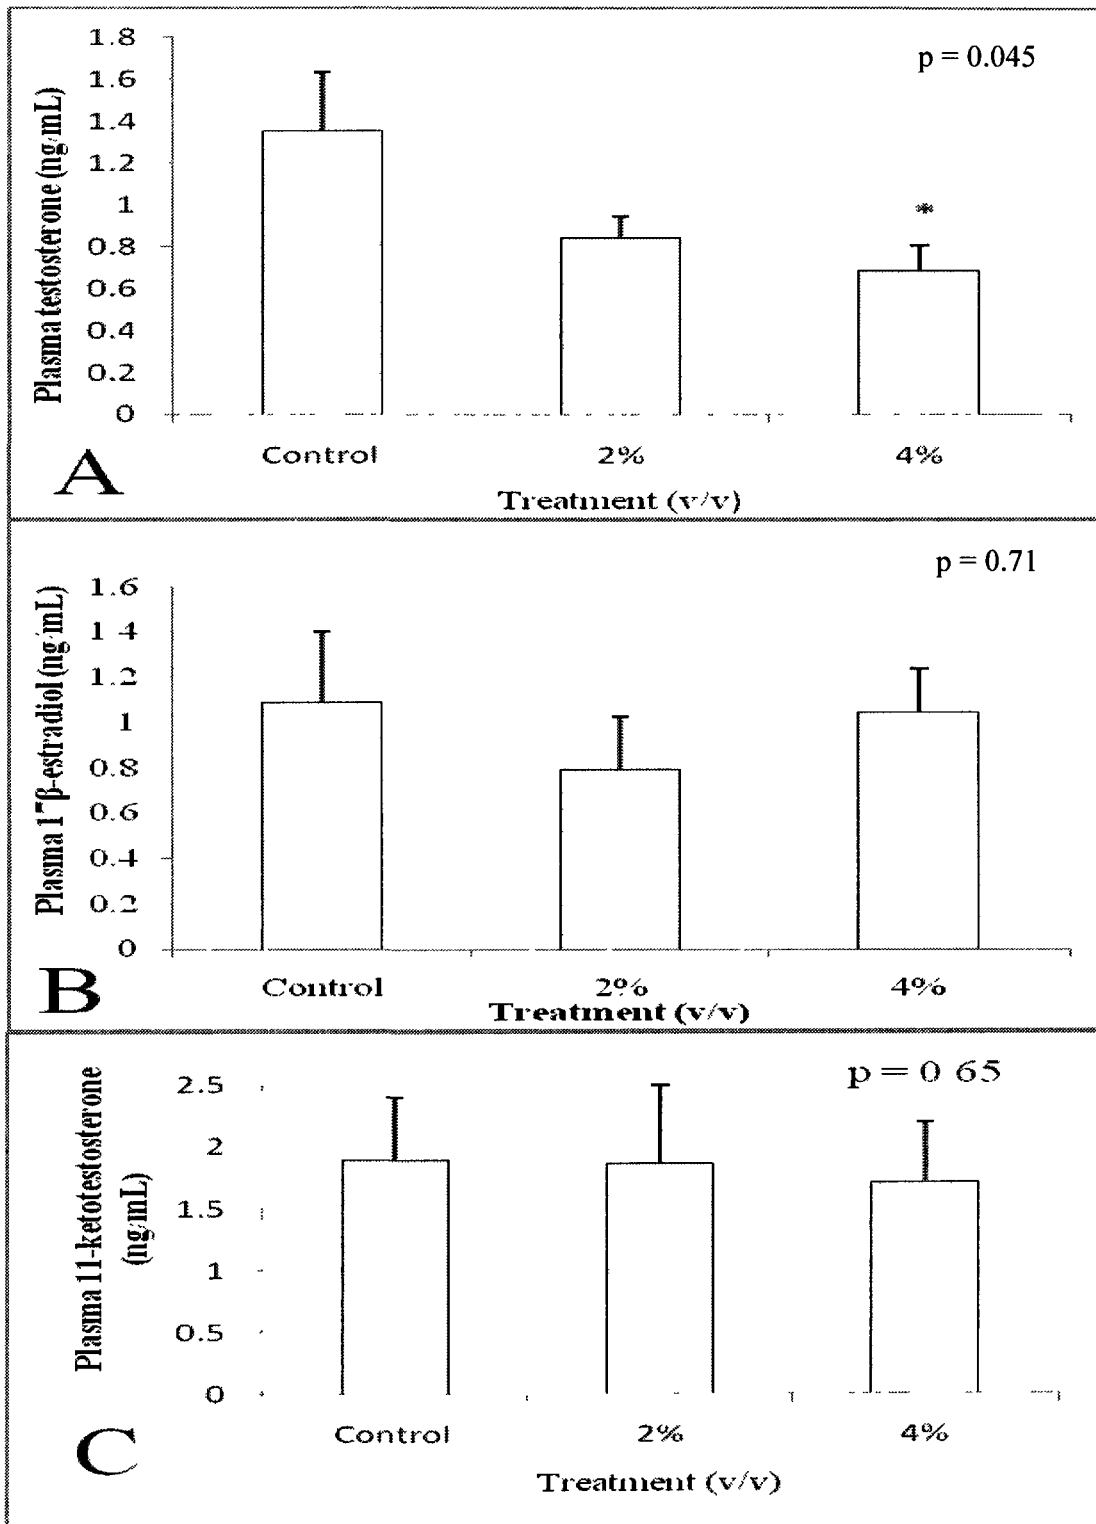 1.8
p = 0.045
1.6
1.4
1.2
1
0.8
0.6
0.4
0.2
0
Plasma testosterone (ng/mL)
*
Control 2% 4%
A
Treatment (v/v)
p = 0.71
1.6
1 4
1.2
1
0.8
0.6
0.4
0.2
0
Plasma 17β-estradiol (ng/mL)
Control 2% 4%
B
Treatment (v/v)
p = 0 65
2.5
2
1.5
1
0.5
0
Plasma 11-ketotestosterone
(ng/mL)
Control 2% 4%
C
Treatment (v/v)